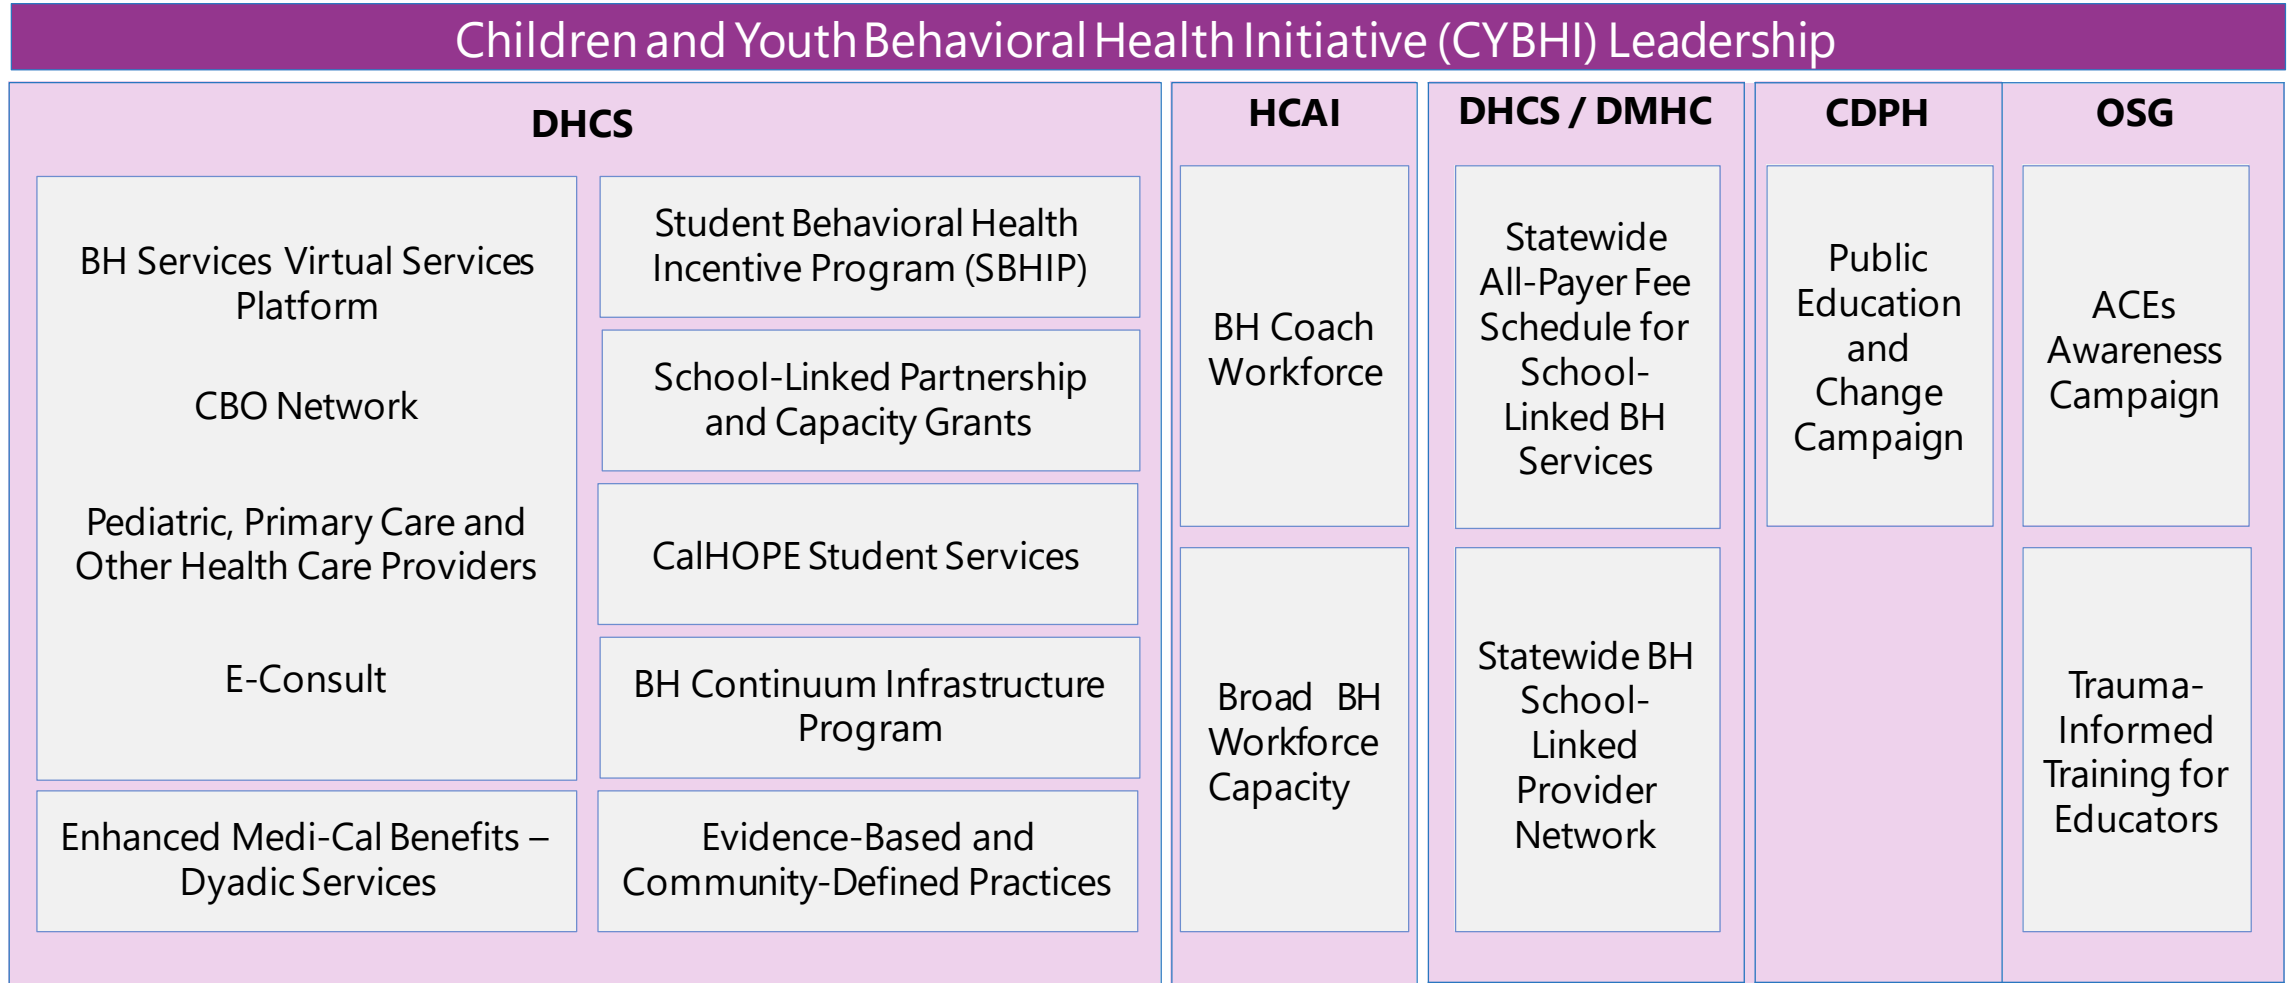 Children and Youth Behavioral Health Initiative (CYBHI) Leadership
DHCS
BH Services Virtual Services
Platform
CBO Network
Pediatric, Primary Care and
Other Health Care Providers
E-Consult
Enhanced Medi-Cal Benefits –
Dyadic Services
Student Behavioral Health
Incentive Program (SBHIP)
School-Linked Partnership
and Capacity Grants
CalHOPE Student Services
BH Continuum Infrastructure
Program
Evidence-Based and
Community-Defined Practices
HCAI
BH Coach
Workforce
Broad BH
Workforce
Capacity
DHCS / DMHC
Statewide
All-Payer Fee
Schedule for
School-
Linked BH
Services
Statewide BH
School-
Linked
Provider
Network
CDPH
Public
Education
and
Change
Campaign
OSG
ACEs
Awareness
Campaign
Trauma-
Informed
Training for
Educators